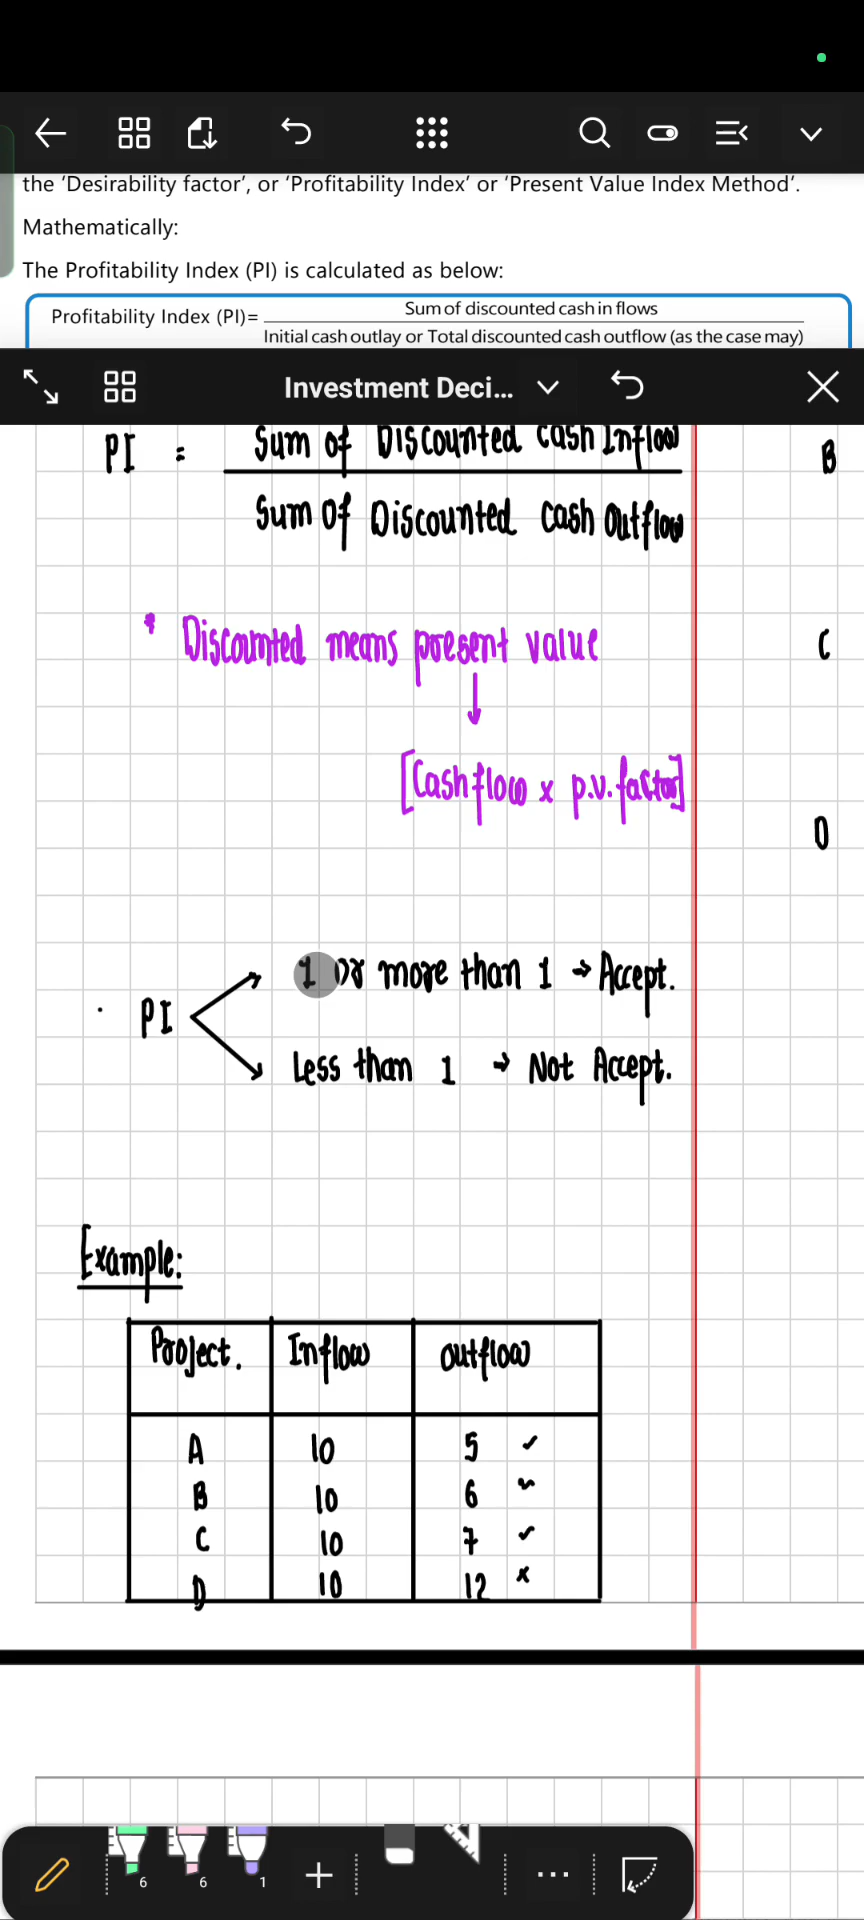 the ‘Desirability factor’, or ‘Profitability Index’ or ‘Present Value Index Method’.
Mathematically:
The Profitability Index (PI) is calculated as below:
Profitability Index (PI)= Sum of discounted cash in flows
Initial cash outlay or Total discounted cash outflow (as the case may)
Investment Deci...
PI = Sum of Discounted cash Inflow
Sum of Discounted cash Outflow
B
* Discounted means present value
C
[Cashflow x p.v. factor]
D
PI
1 or more than 1 → Accept.
Less than 1 → Not Accept.
Example:
Project. Inflow outflow
A 10 5 ✓
B 10 6 ✓
C 10 7 ✓
D 10 12 x
6 6 1